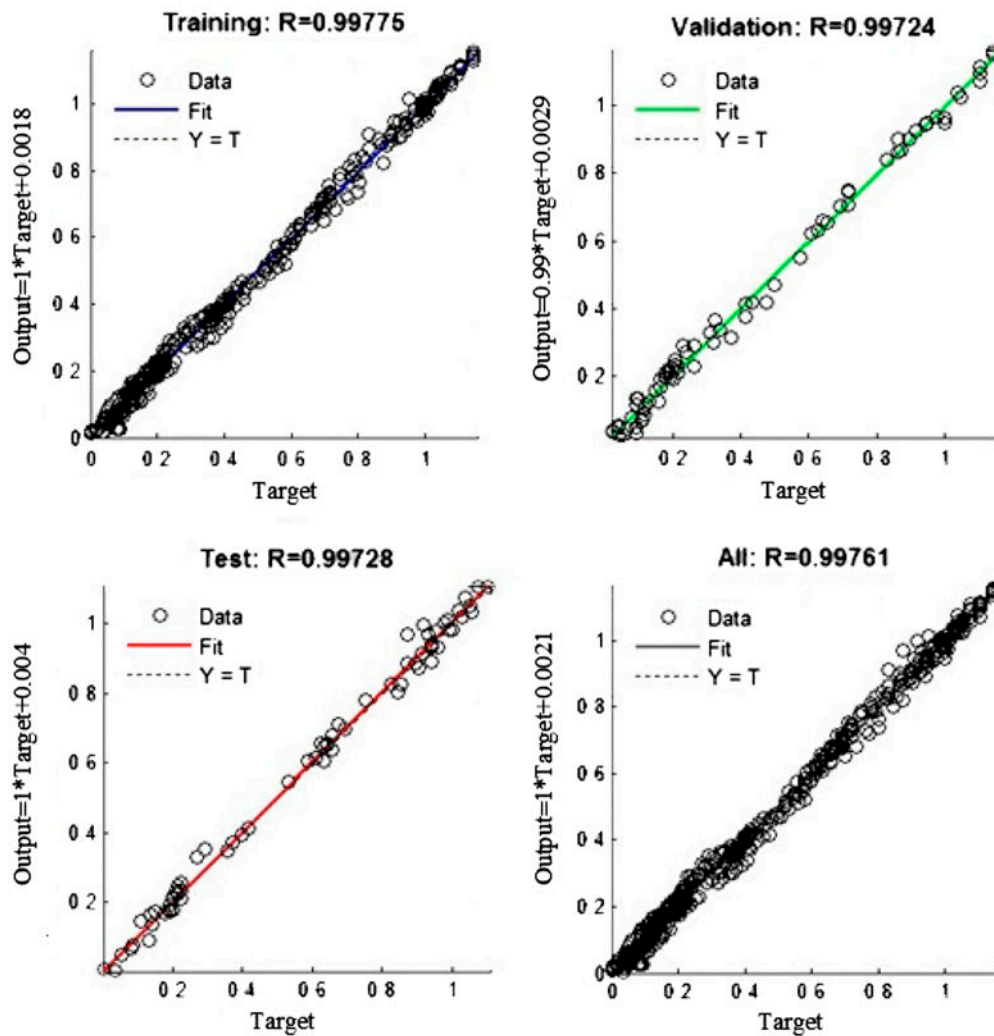 Training: R=0.99775
Output=1*Target+0.0018
Data
Fit
Y = T
1
0 8
0 6
0 4
0 2
0
0 0 2 0 4 0 6 0 8 1
Target
Validation: R=0.99724
Output=0.99*Target+0.0029
Data
Fit
Y = T
1
0 8
0 6
0 4
0 2
0 2 0 4 0 6 0 8 1
Target
Test: R=0.99728
Output=1*Target+0.004
Data
Fit
Y = T
1
0 8
0 6
0 4
0 2
0 2 0 4 0 6 0 8 1
Target
All: R=0.99761
Output=1*Target+0.0021
Data
Fit
Y = T
1
0 8
0 6
0 4
0 2
0
0 0 2 0 4 0 6 0 8 1
Target